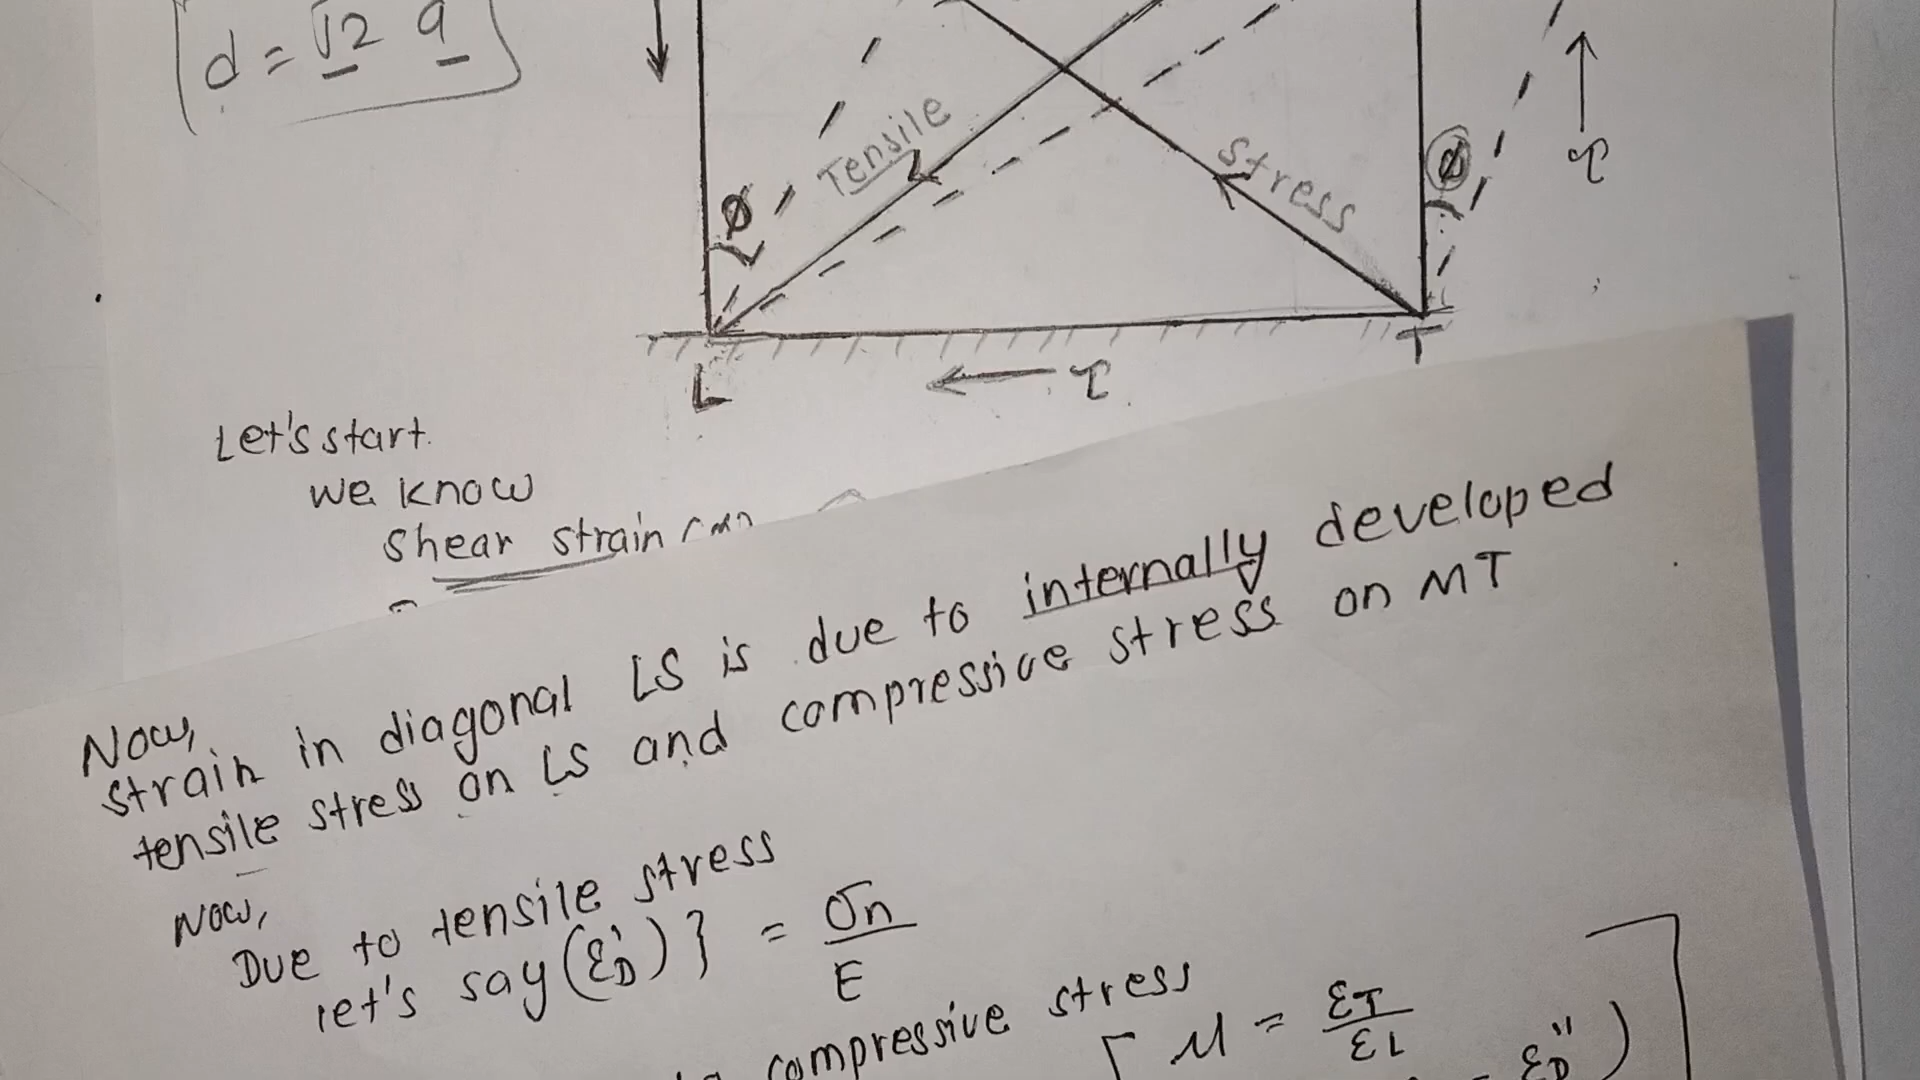 d = √2 a
Tensile
stress
Ø
Ø
τ
L
T
τ
Let's start.
we know
shear strain can
Now,
strain in diagonal LS is due to internally developed
tensile stress on LS and compressive stress on MT
Now,
Due to tensile stress
let's say (ε'D)} = σn/E
compressive stress
[μ = εT/εL
= εD'')